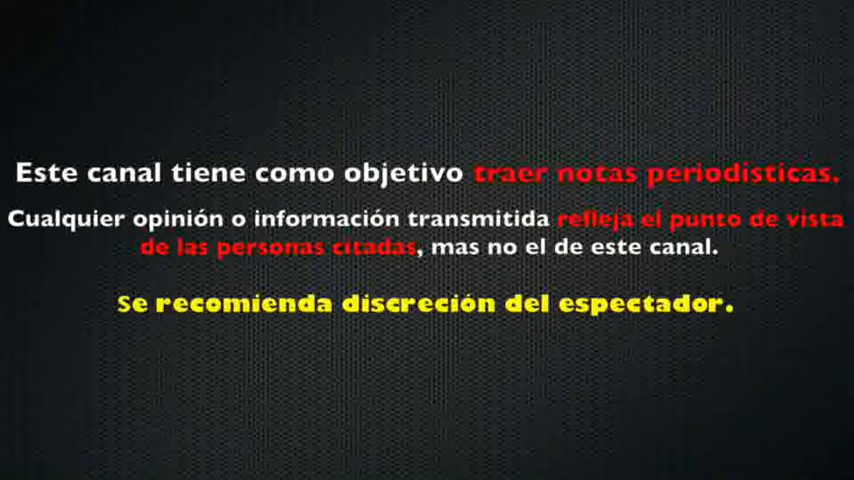 Este canal tiene como objetivo traer notas periodísticas.
Cualquier opinión o información transmitida refleja el punto de vista
de las personas citadas, mas no el de este canal.
Se recomienda discreción del espectador.